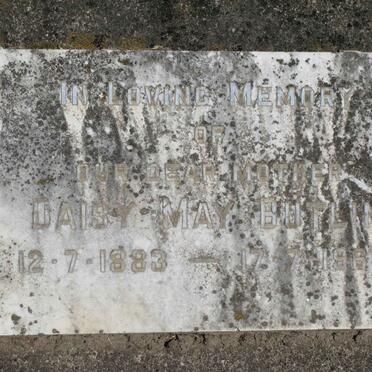 In Loving Memory
OF
OUR DEAR MOTHER
DAISY MAY
12-7-1883 —